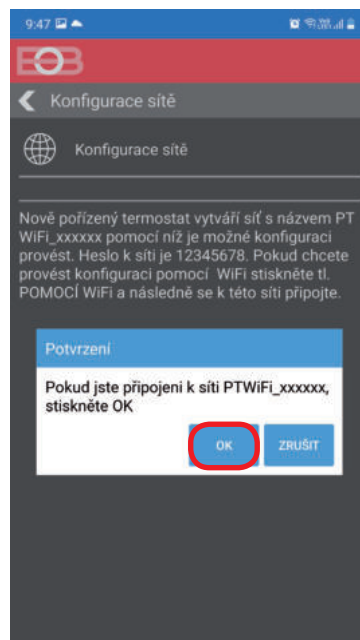 9:47
EOB
Konfigurace sítě
Konfigurace sítě
Nově pořízený termostat vytváří síť s názvem PT
WiFi_xxxxxx pomocí níž je možné konfiguraci
provést. Heslo k síti je 12345678. Pokud chcete
provést konfiguraci pomocí WiFi stiskněte tl.
POMOCÍ WiFi a následně se k této síti připojte.
Potvrzení
Pokud jste připojeni k síti PTWiFi_xxxxxx,
stiskněte OK
OK ZRUŠIT